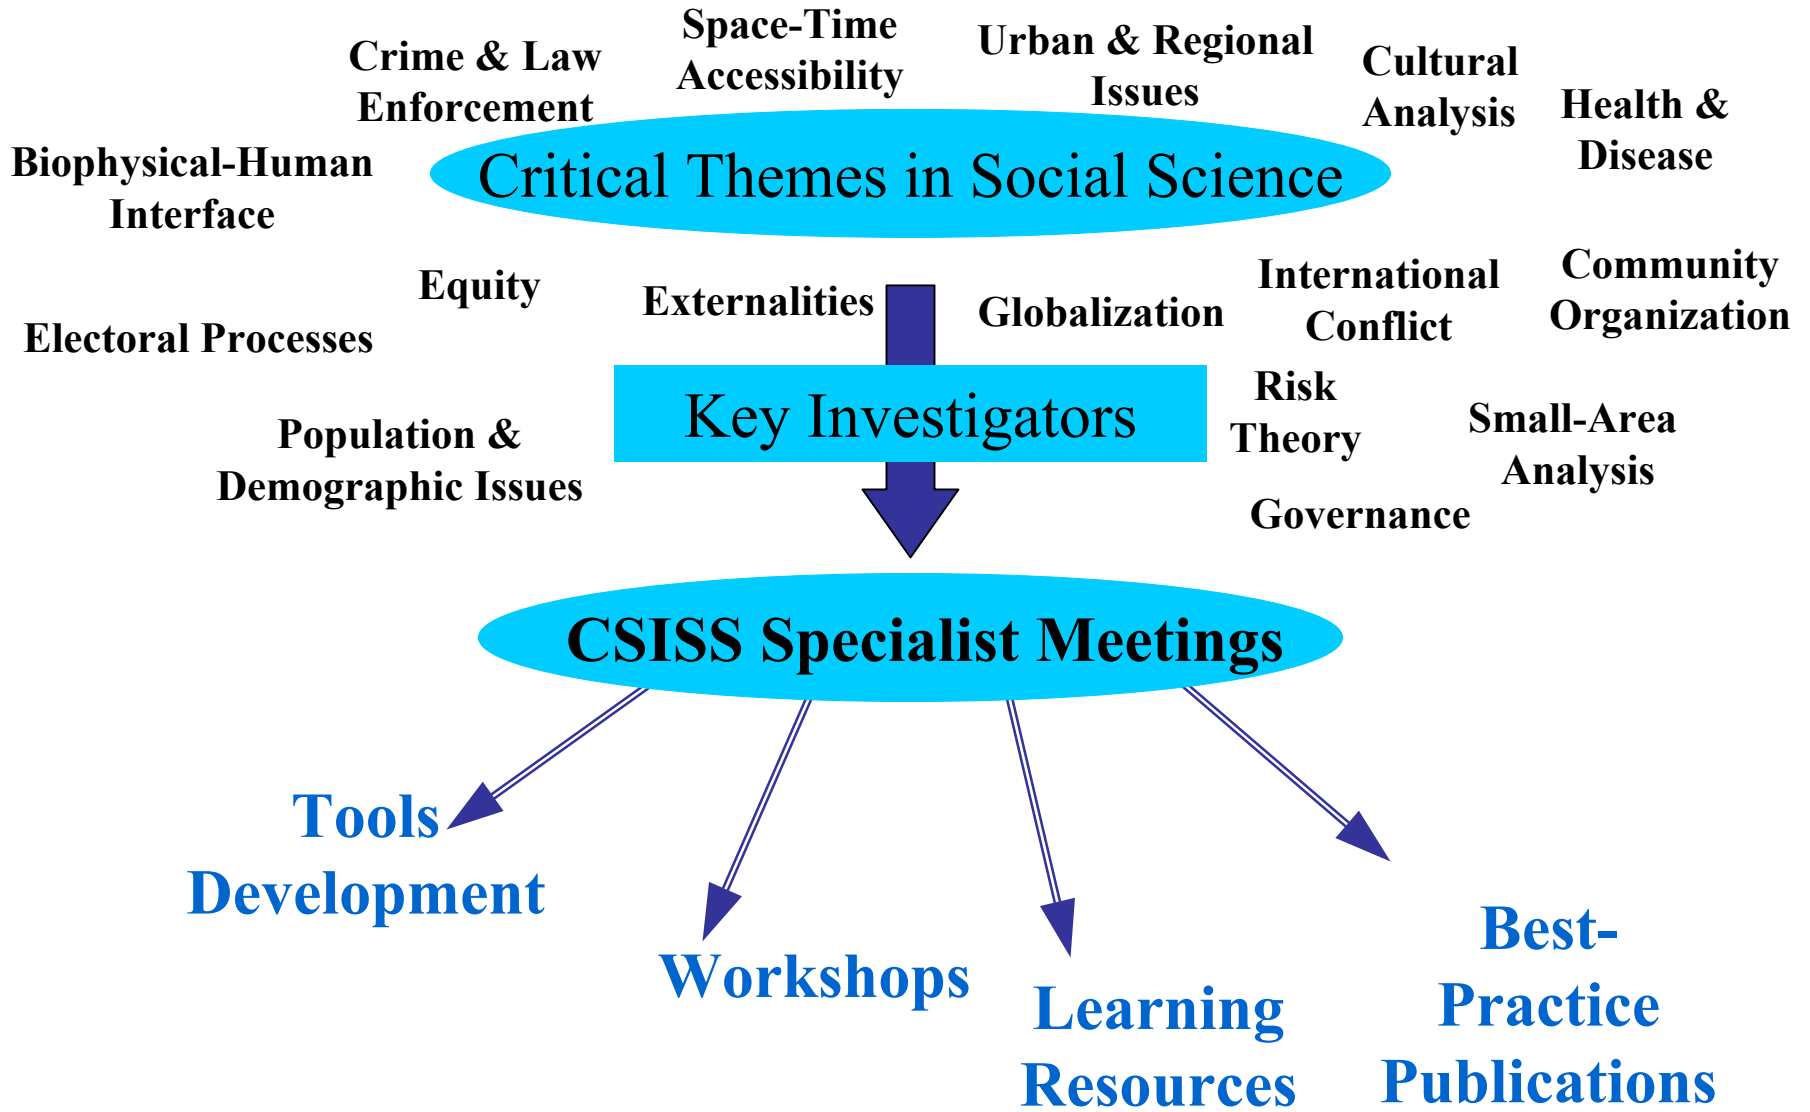 Crime & Law
Enforcement
Space-Time
Accessibility
Urban & Regional
Issues
Cultural
Analysis
Health &
Disease
Biophysical-Human
Interface
Critical Themes in Social Science
Equity
Externalities
Globalization
International
Conflict
Community
Organization
Electoral Processes
Key Investigators
Risk
Theory
Small-Area
Analysis
Population &
Demographic Issues
Governance
CSISS Specialist Meetings
Tools
Development
Workshops
Learning
Resources
Best-
Practice
Publications